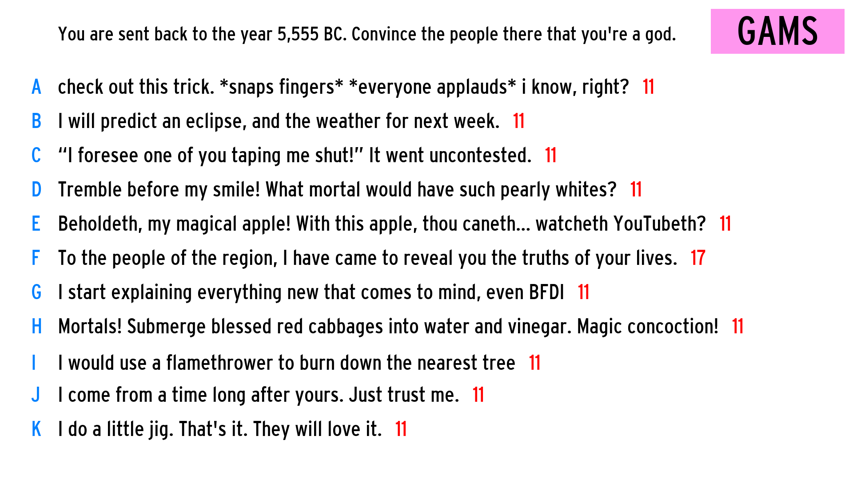 You are sent back to the year 5,555 BC. Convince the people there that you're a god.
GAMS
A check out this trick. *snaps fingers* *everyone applauds* i know, right? 11
B I will predict an eclipse, and the weather for next week. 11
C “I foresee one of you taping me shut!” It went uncontested. 11
D Tremble before my smile! What mortal would have such pearly whites? 11
E Beholdeth, my magical apple! With this apple, thou caneth... watcheth YouTubeth? 11
F To the people of the region, I have came to reveal you the truths of your lives. 17
G I start explaining everything new that comes to mind, even BFDI 11
H Mortals! Submerge blessed red cabbages into water and vinegar. Magic concoction! 11
I I would use a flamethrower to burn down the nearest tree 11
J I come from a time long after yours. Just trust me. 11
K I do a little jig. That's it. They will love it. 11